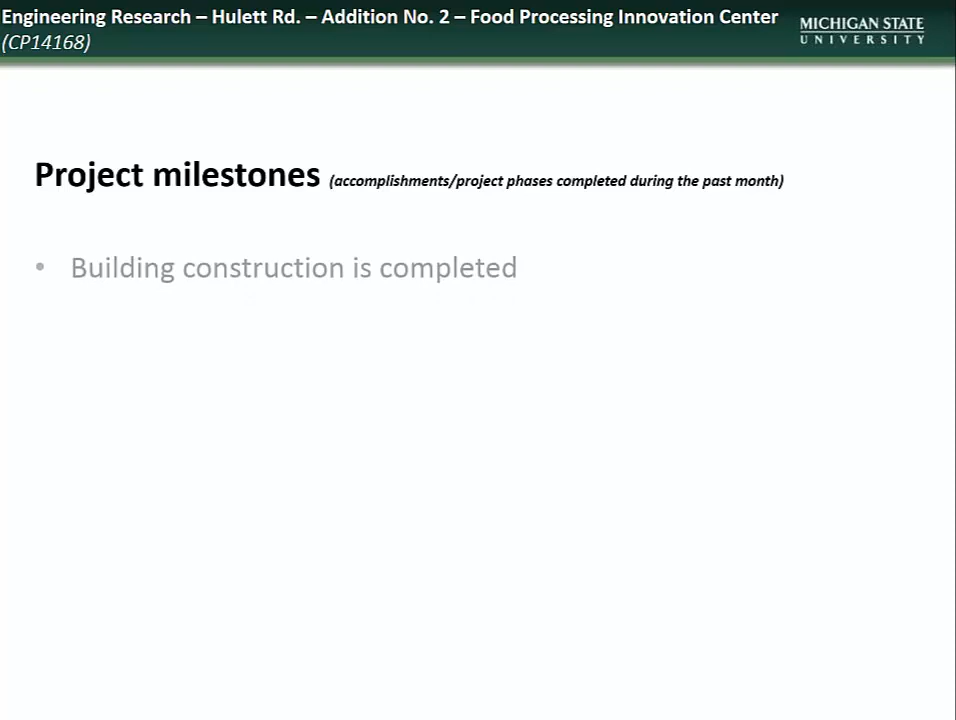 Engineering Research – Hulett Rd. – Addition No. 2 – Food Processing Innovation Center
(CP14168)
MICHIGAN STATE
UNIVERSITY
Project milestones (accomplishments/project phases completed during the past month)
• Building construction is completed